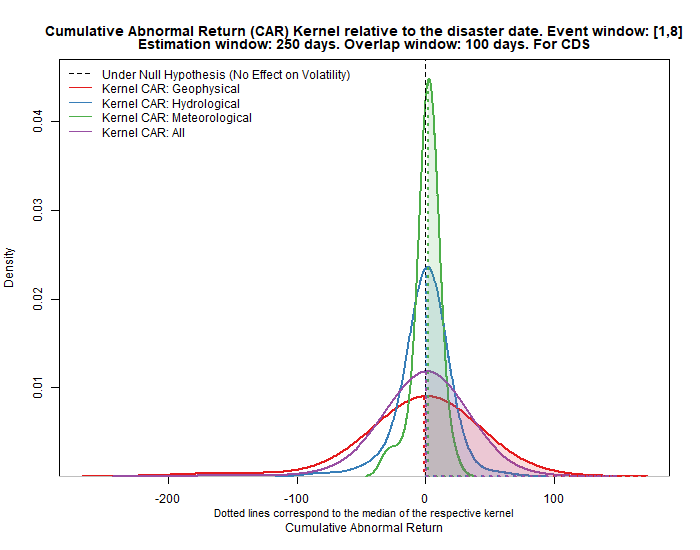 Cumulative Abnormal Return (CAR) Kernel relative to the disaster date. Event window: [1,8]
Estimation window: 250 days. Overlap window: 100 days. For CDS
Under Null Hypothesis (No Effect on Volatility)
Kernel CAR: Geophysical
Kernel CAR: Hydrological
Kernel CAR: Meteorological
Kernel CAR: All
Density
0.04
0.03
0.02
0.01
-200
-100
0
100
Dotted lines correspond to the median of the respective kernel
Cumulative Abnormal Return